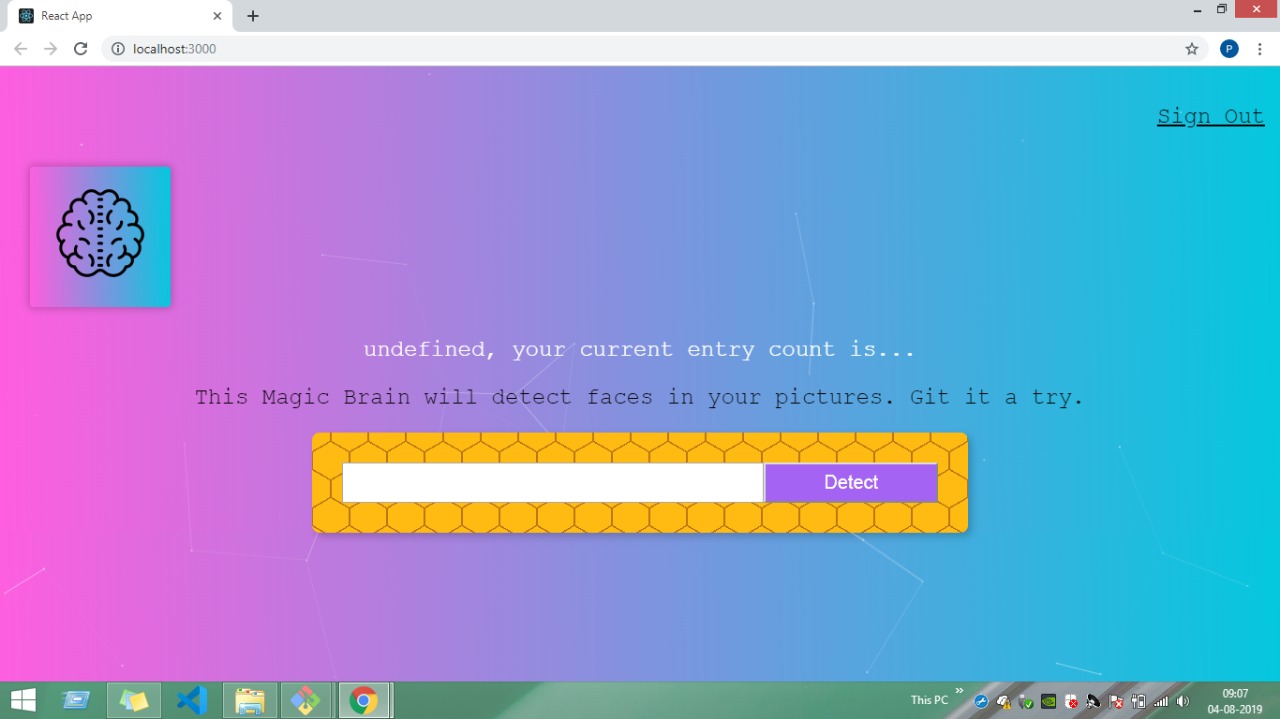 React App
localhost:3000
Sign Out
undefined, your current entry count is...
This Magic Brain will detect faces in your pictures. Git it a try.
Detect
This PC
09:07
04-08-2019
P